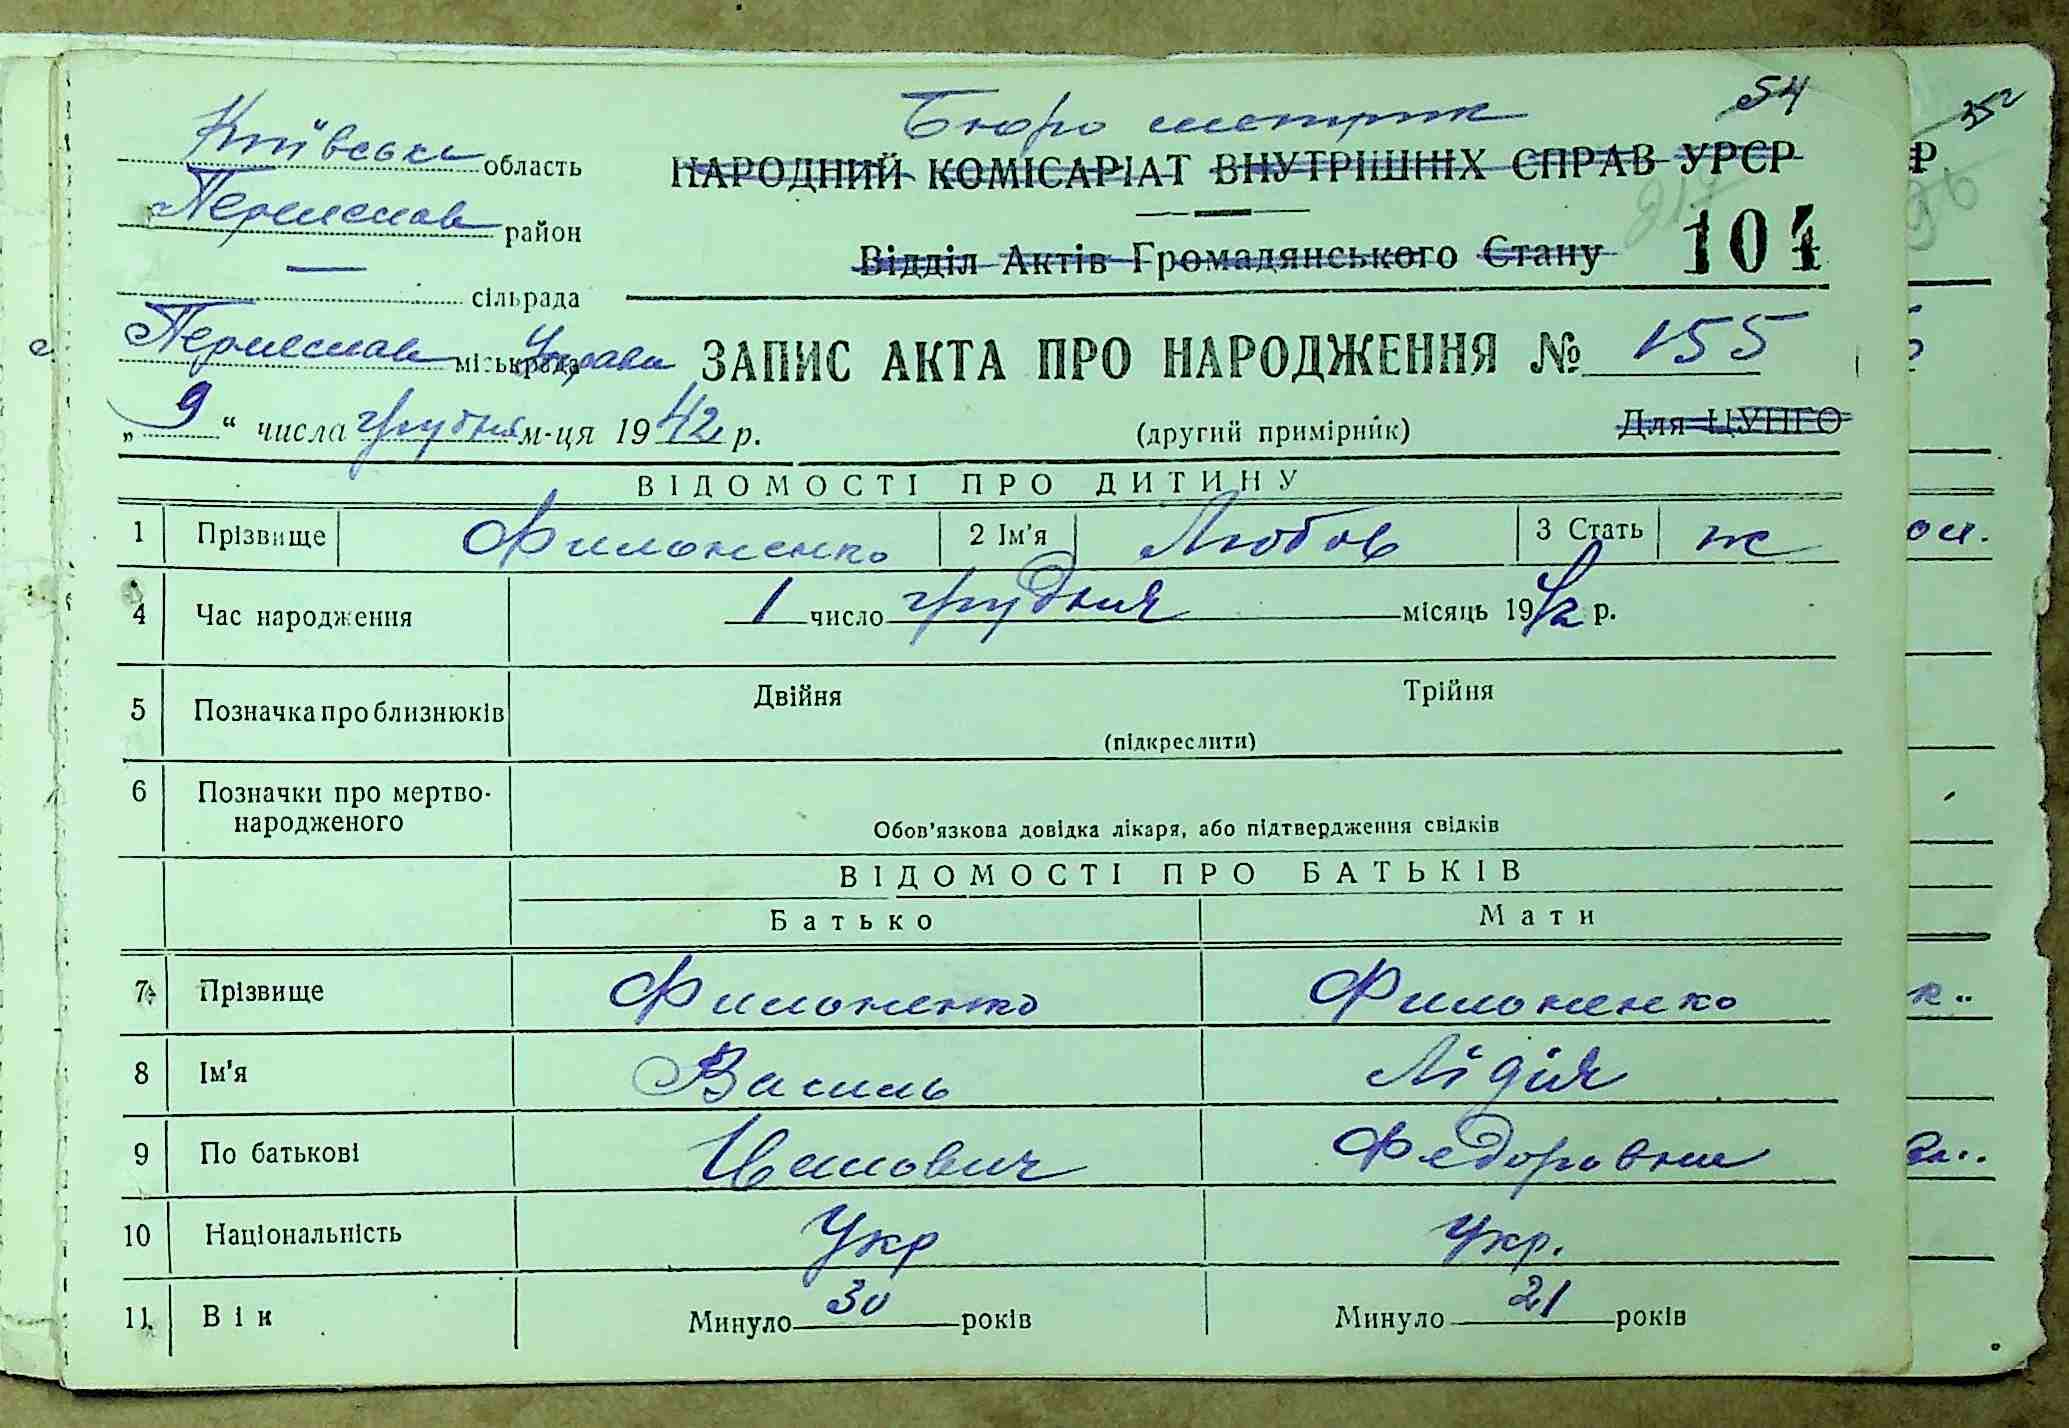 Бюро метрик 54
Київська область
НАРОДНИЙ КОМІСАРІАТ ВНУТРІШНІХ СПРАВ УРСР
Переяслав район
Відділ Актів Громадянського Стану 104
— сільрада
Переяслав міськрада Управа
ЗАПИС АКТА ПРО НАРОДЖЕННЯ № 155
„9“ числа грудня м-ця 1942 р.
(другий примірник) Для ЦУНГО
ВІДОМОСТІ ПРО ДИТИНУ
1 Прізвище Филоненко 2 Ім'я Любов 3 Стать ж
4 Час народження 1 число грудня місяць 1942 р.
5 Позначка про близнюків Двійня Трійня
(підкреслити)
6 Позначки про мертво-
народженого
Обов'язкова довідка лікаря, або підтвердження свідків
ВІДОМОСТІ ПРО БАТЬКІВ
Батько Мати
7 Прізвище Филоненко Филоненко
8 Ім'я Василь Лідія
9 По батькові Иванович Федоровна
10 Національність Укр Укр.
11. Вік Минуло 30 років Минуло 21 років